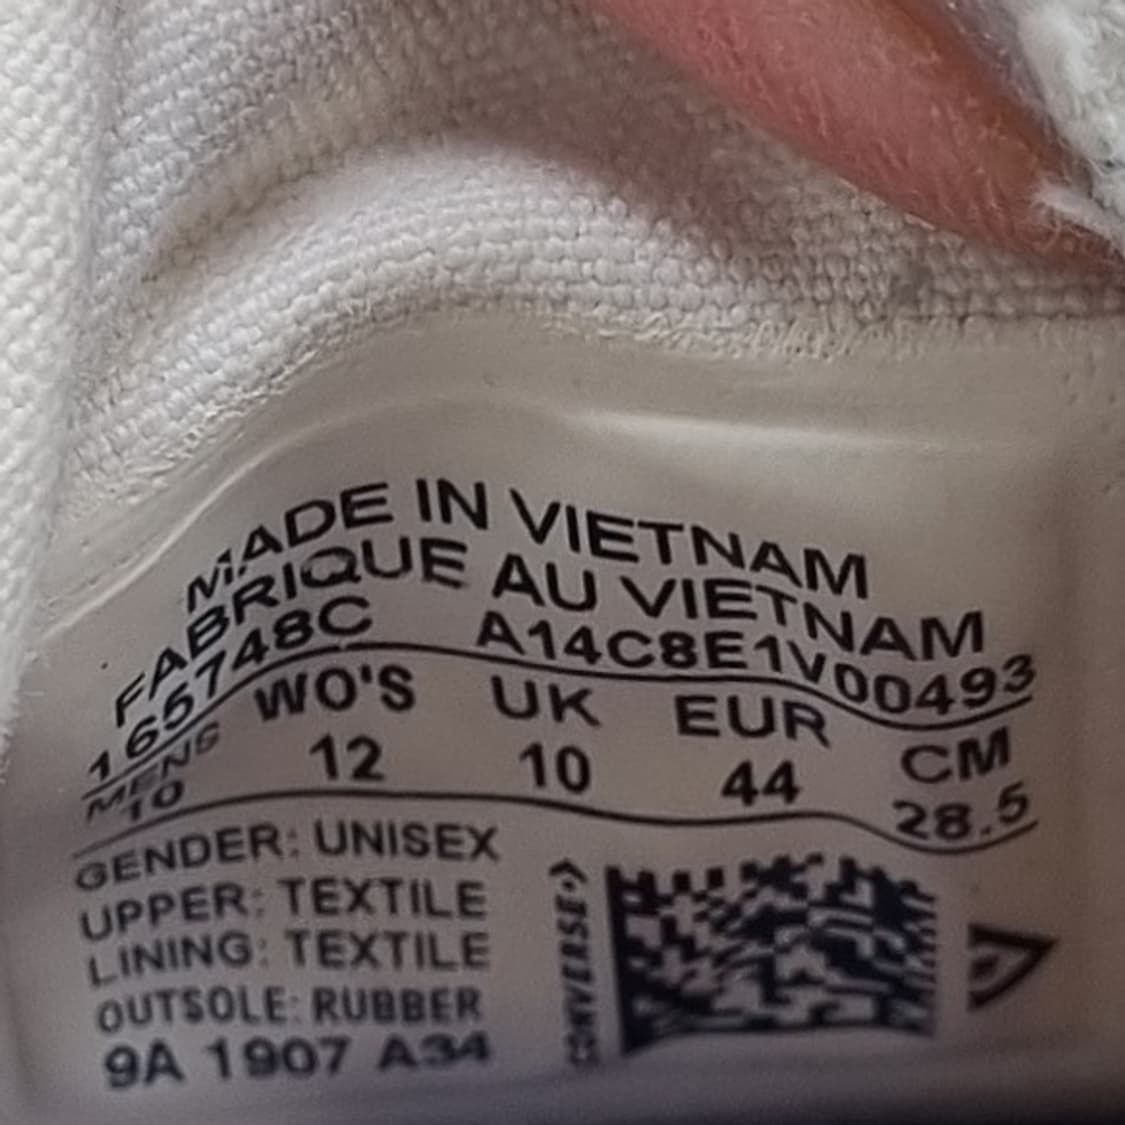 MADE IN VIETNAM
FABRIQUE AU VIETNAM
165748C A14C8E1V00493
MENS WO'S UK EUR CM
10 12 10 44 28.5
GENDER: UNISEX
UPPER: TEXTILE
LINING: TEXTILE
OUTSOLE: RUBBER
9A 1907 A34
CONVERSE